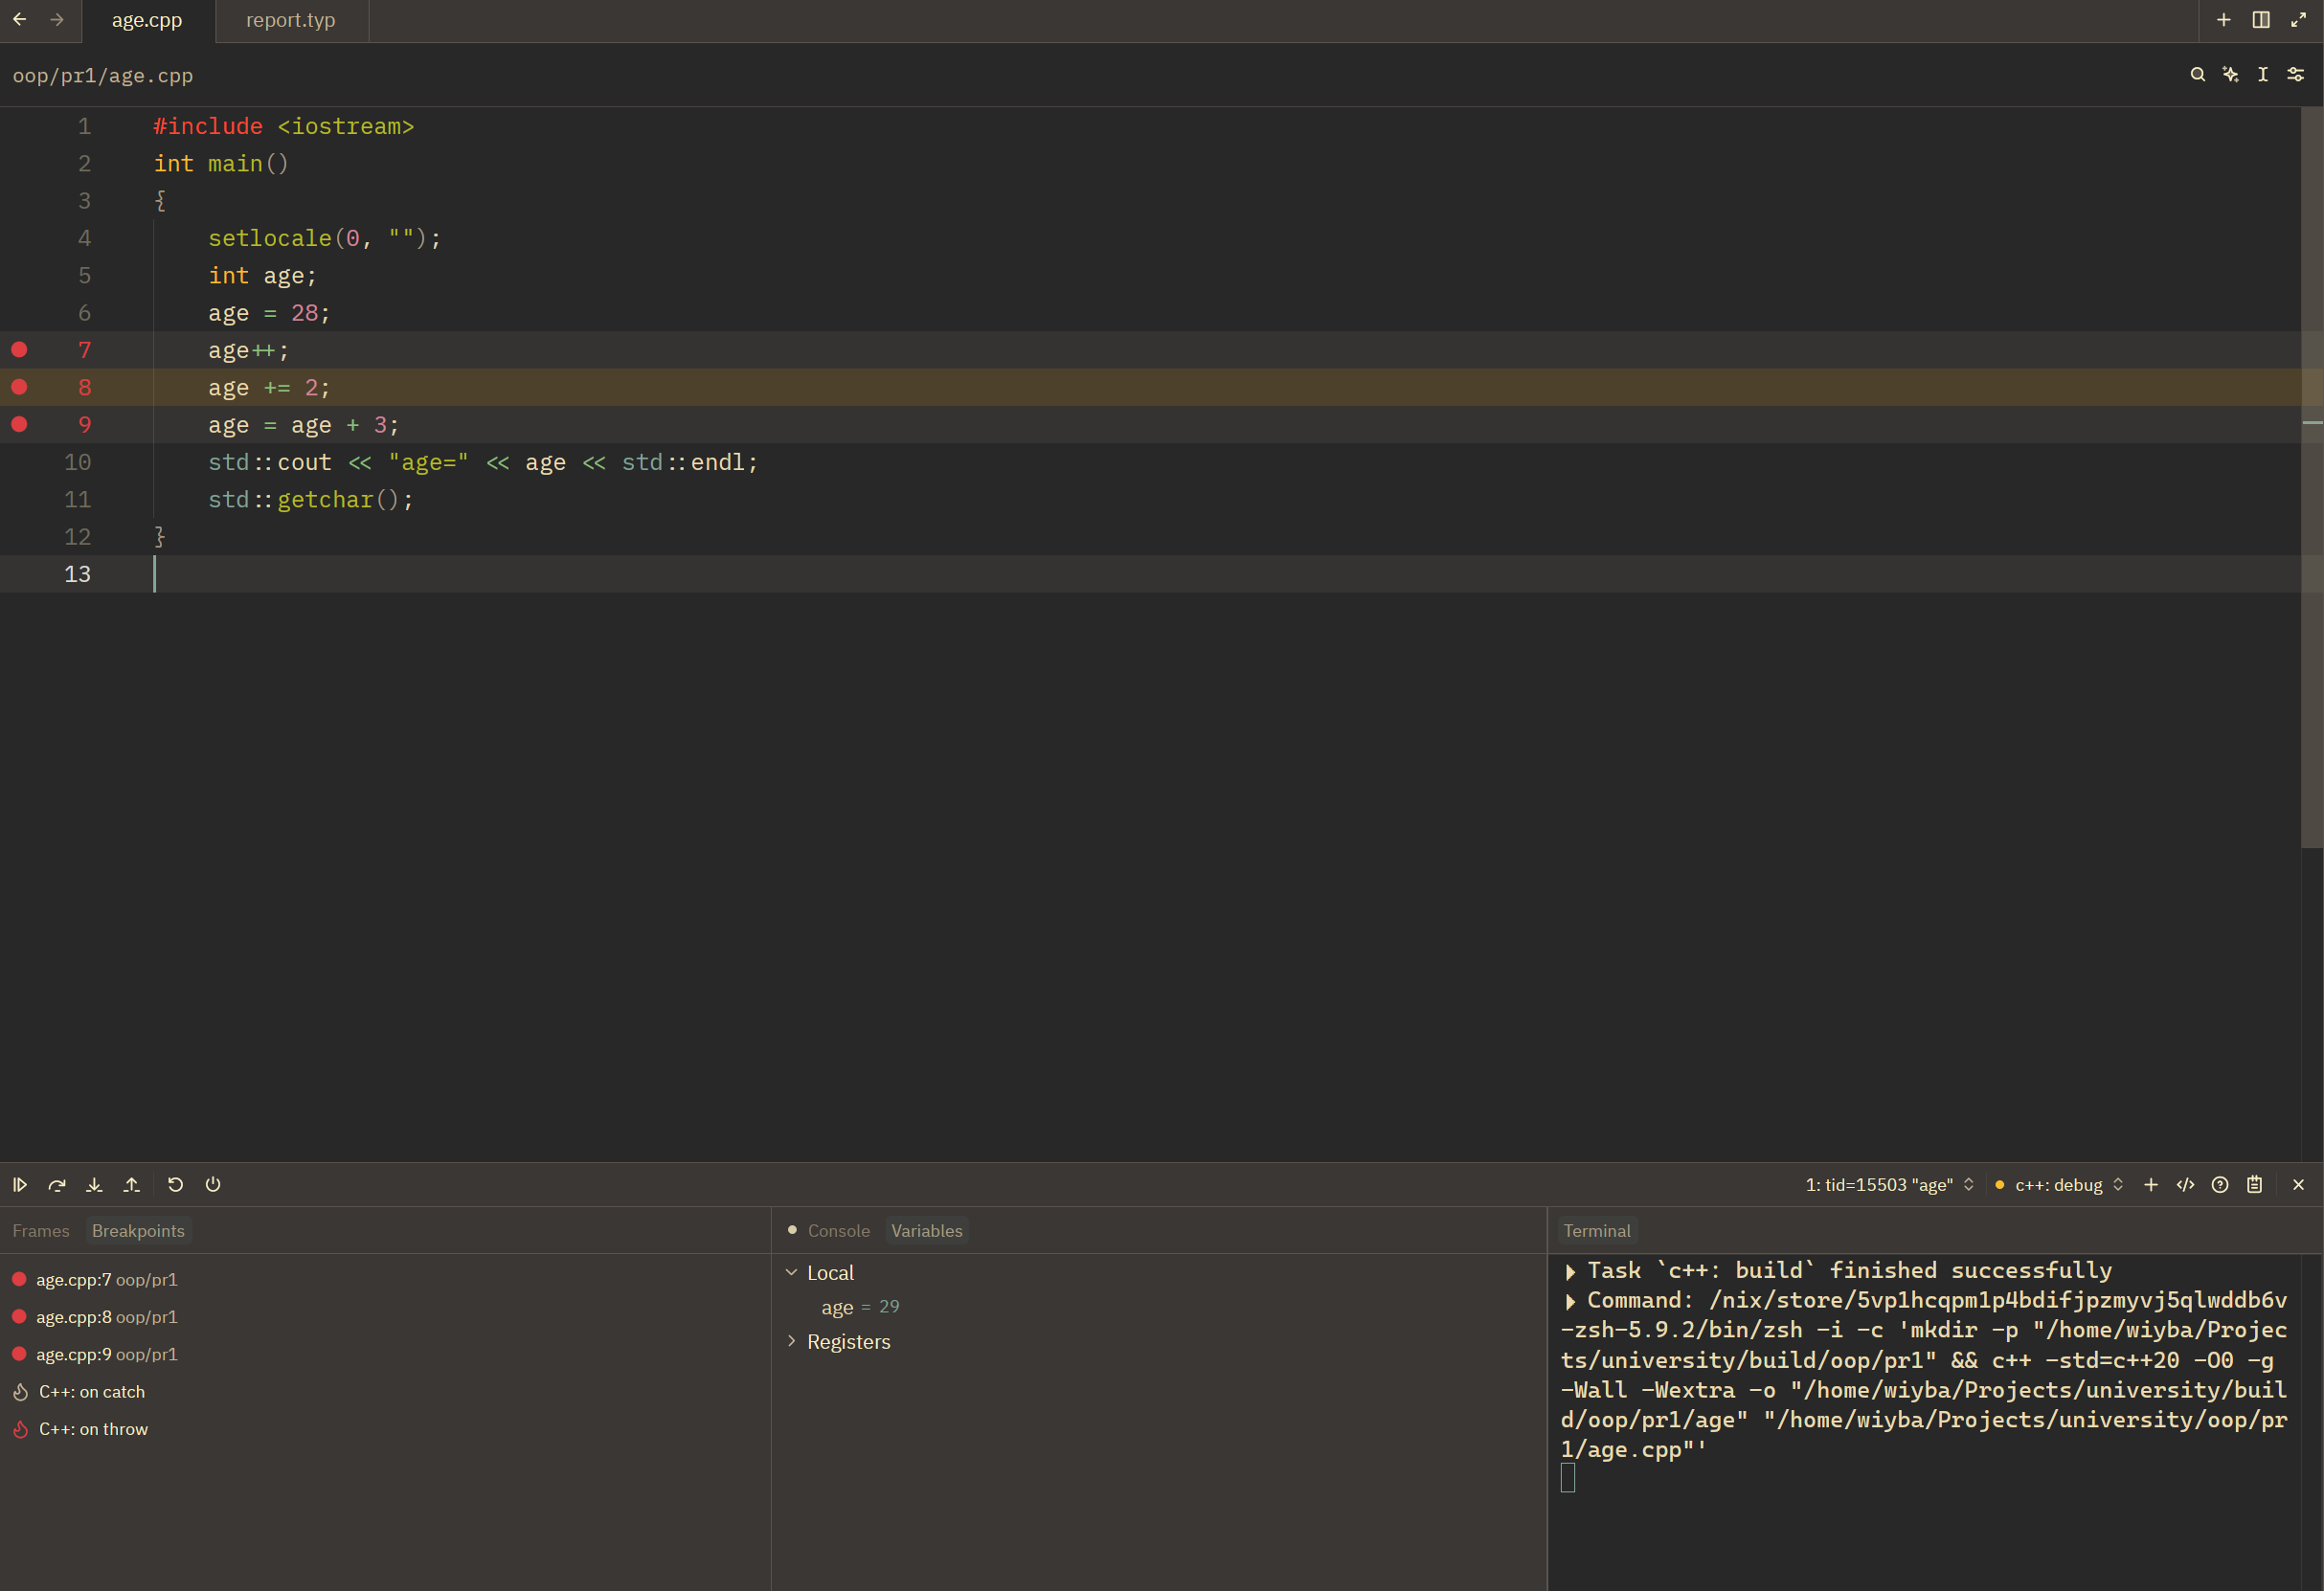 age.cpp
report.typ
oop/pr1/age.cpp
1 #include <iostream>
2 int main()
3 {
4 setlocale(0, "");
5 int age;
6 age = 28;
7 age++;
8 age += 2;
9 age = age + 3;
10 std::cout << "age=" << age << std::endl;
11 std::getchar();
12 }
13
1: tid=15503 "age" c++: debug
Frames Breakpoints
age.cpp:7 oop/pr1
age.cpp:8 oop/pr1
age.cpp:9 oop/pr1
C++: on catch
C++: on throw
Console Variables
Local
age = 29
Registers
Terminal
Task `c++: build` finished successfully
Command: /nix/store/5vp1hcqpm1p4bdifjpzmyvj5qlwddb6v
-zsh-5.9.2/bin/zsh -i -c 'mkdir -p "/home/wiyba/Projec
ts/university/build/oop/pr1" && c++ -std=c++20 -O0 -g
-Wall -Wextra -o "/home/wiyba/Projects/university/buil
d/oop/pr1/age" "/home/wiyba/Projects/university/oop/pr
1/age.cpp"'